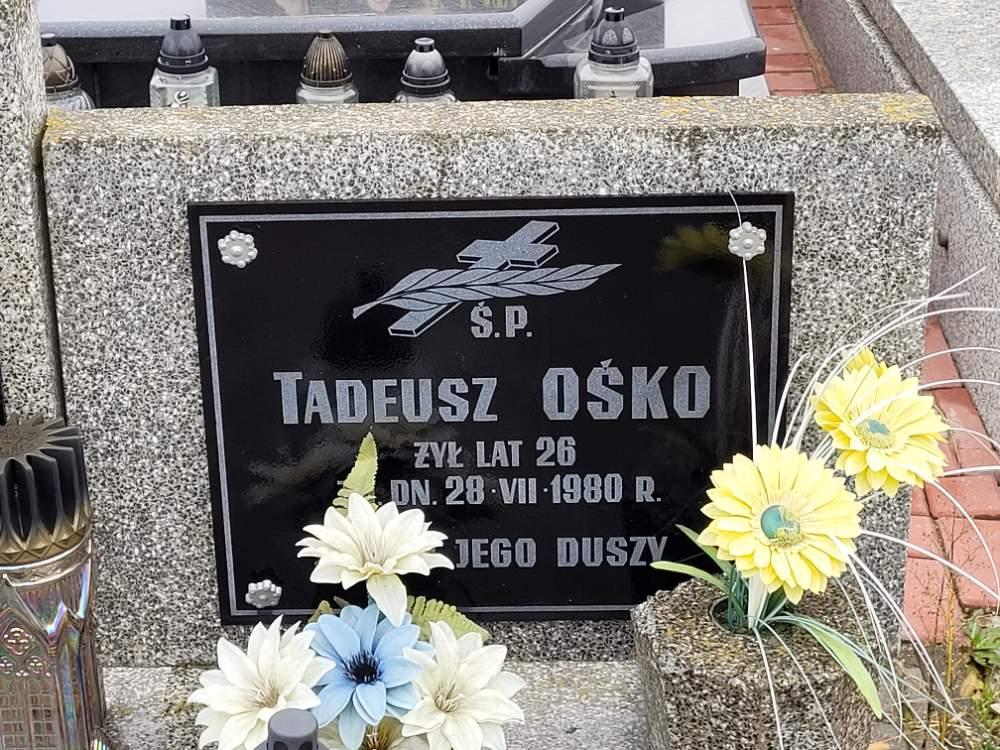 Ś.P.
TADEUSZ OŚKO
ŻYŁ LAT 26
DN. 28·VII·1980 R.
JEGO DUSZY